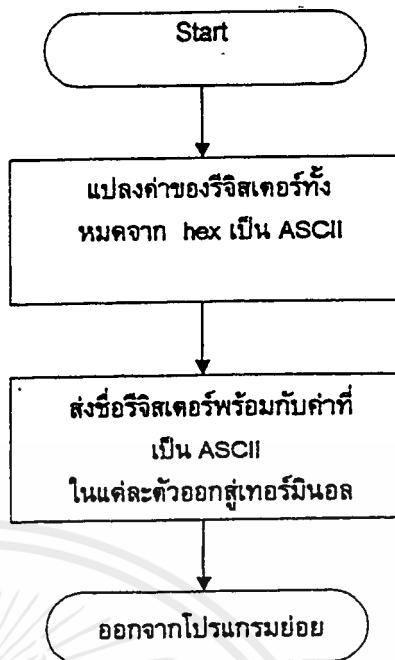 Start
แปลงค่าของรีจิสเตอร์ทั้ง
หมดจาก hex เป็น ASCII
ส่งชื่อรีจิสเตอร์พร้อมกับค่าที่
เป็น ASCII
ในแต่ละตัวออกสู่เทอร์มินอล
ออกจากโปรแกรมย่อย